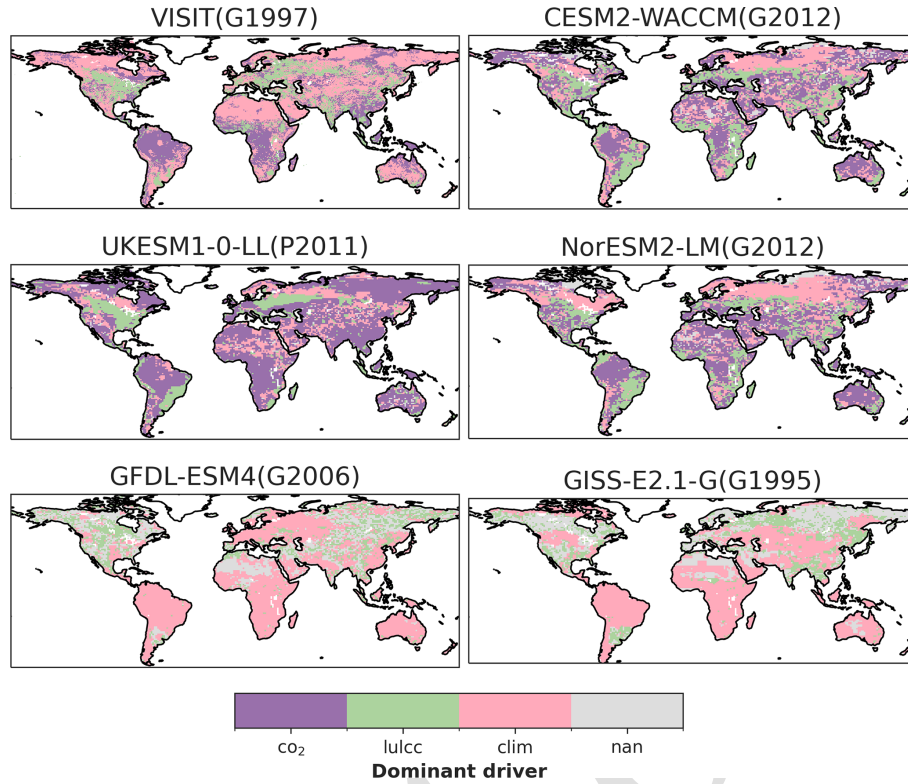 VISIT(G1997) CESM2-WACCM(G2012)
UKESM1-0-LL(P2011) NorESM2-LM(G2012)
GFDL-ESM4(G2006) GISS-E2.1-G(G1995)
co₂ lulcc clim nan
Dominant driver